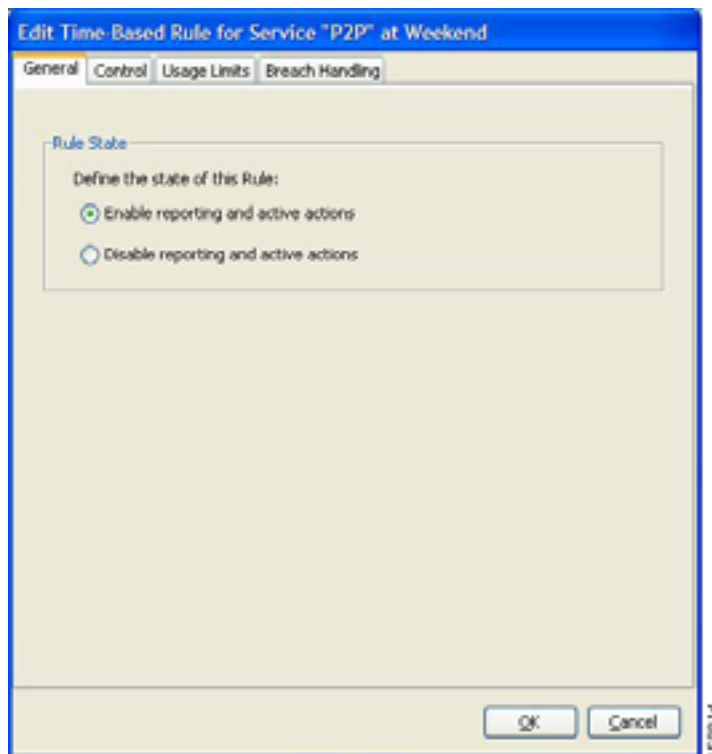 Edit Time-Based Rule for Service "P2P" at Weekend
General Control Usage Limits Breach Handling
Rule State
Define the state of this Rule:
Enable reporting and active actions
Disable reporting and active actions
OK Cancel